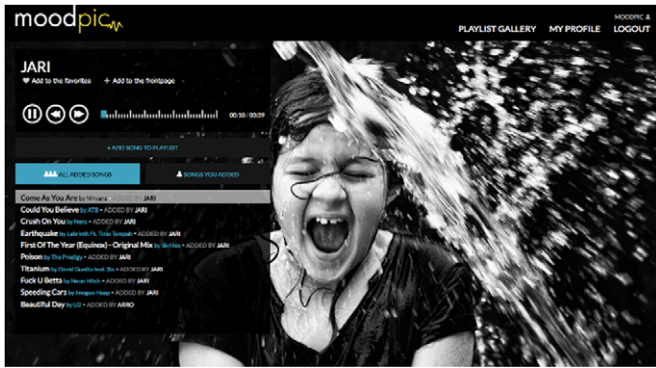 moodpic
MOODPIC
PLAYLIST GALLERY MY PROFILE LOGOUT
JARI
Add to the favorites + Add to the frontpage
00:10 / 03:39
+ ADD SONG TO PLAYLIST
ALL ADDED SONGS SONGS YOU ADDED
Come As You Are by Nirvana • ADDED BY JARI
Could You Believe by ATB • ADDED BY JARI
Crush On You by Nero • ADDED BY JARI
Earthquake by Labrinth Ft. Tinie Tempah • ADDED BY JARI
First Of The Year (Equinox) - Original Mix by Skrillex • ADDED BY JARI
Poison by The Prodigy • ADDED BY JARI
Titanium by David Guetta feat. Sia • ADDED BY JARI
Fuck U Betta by Neon Hitch • ADDED BY JARI
Speeding Cars by Imogen Heap • ADDED BY JARI
Beautiful Day by U2 • ADDED BY ARRO